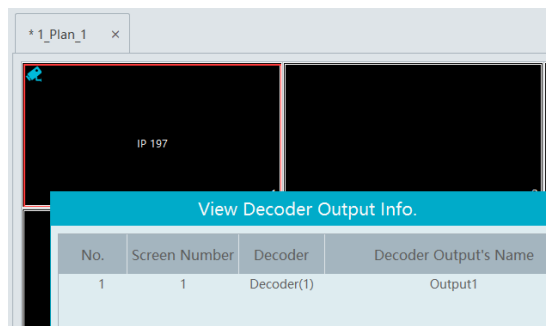 * 1_Plan_1 ×
IP 197
View Decoder Output Info.
No. Screen Number Decoder Decoder Output's Name
1 1 Decoder(1) Output1